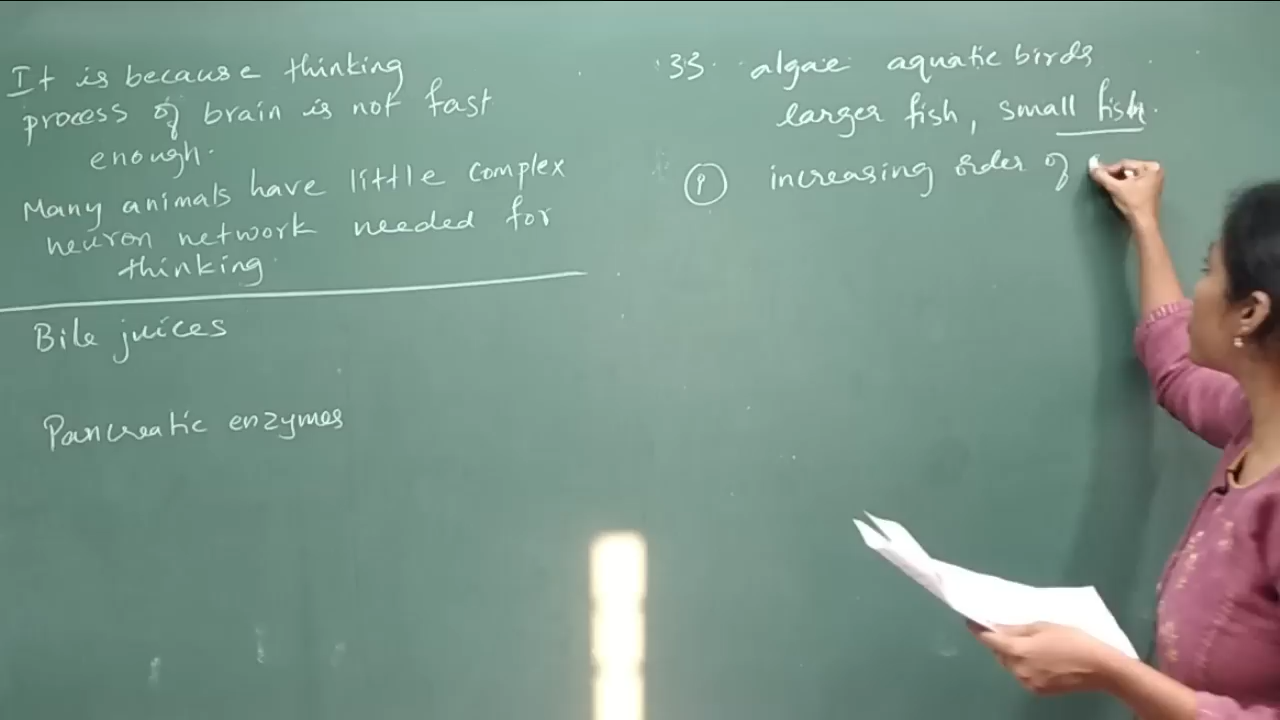 It is because thinking
process of brain is not fast
enough.
Many animals have little complex
neuron network needed for
thinking.
Bile juices
Pancreatic enzymes
33. algae aquatic birds
larger fish, small fish.
(i) increasing order of